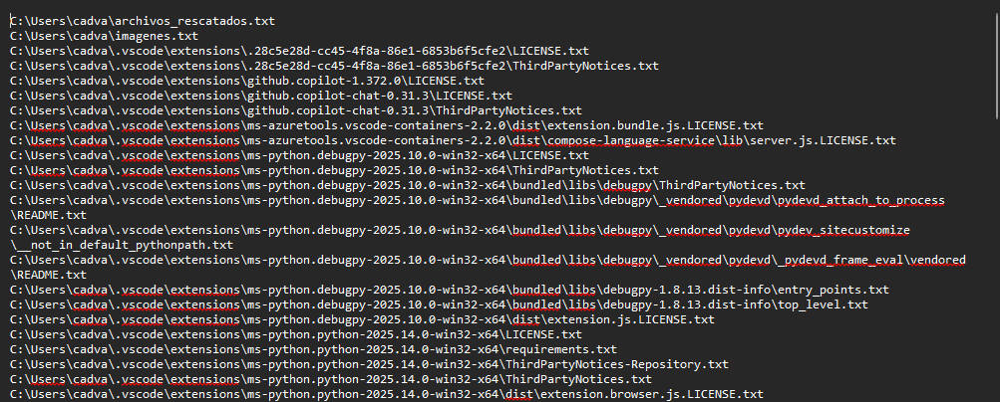 C:\Users\cadva\archivos_rescatados.txt
C:\Users\cadva\imagenes.txt
C:\Users\cadva\.vscode\extensions\.28c5e28d-cc45-4f8a-86e1-6853b6f5cfe2\LICENSE.txt
C:\Users\cadva\.vscode\extensions\.28c5e28d-cc45-4f8a-86e1-6853b6f5cfe2\ThirdPartyNotices.txt
C:\Users\cadva\.vscode\extensions\github.copilot-1.372.0\LICENSE.txt
C:\Users\cadva\.vscode\extensions\github.copilot-chat-0.31.3\LICENSE.txt
C:\Users\cadva\.vscode\extensions\github.copilot-chat-0.31.3\ThirdPartyNotices.txt
C:\Users\cadva\.vscode\extensions\ms-azuretools.vscode-containers-2.2.0\dist\extension.bundle.js.LICENSE.txt
C:\Users\cadva\.vscode\extensions\ms-azuretools.vscode-containers-2.2.0\dist\compose-language-service\lib\server.js.LICENSE.txt
C:\Users\cadva\.vscode\extensions\ms-python.debugpy-2025.10.0-win32-x64\LICENSE.txt
C:\Users\cadva\.vscode\extensions\ms-python.debugpy-2025.10.0-win32-x64\ThirdPartyNotices.txt
C:\Users\cadva\.vscode\extensions\ms-python.debugpy-2025.10.0-win32-x64\bundled\libs\debugpy\ThirdPartyNotices.txt
C:\Users\cadva\.vscode\extensions\ms-python.debugpy-2025.10.0-win32-x64\bundled\libs\debugpy\_vendored\pydevd\pydevd_attach_to_process
\README.txt
C:\Users\cadva\.vscode\extensions\ms-python.debugpy-2025.10.0-win32-x64\bundled\libs\debugpy\_vendored\pydevd\pydev_sitecustomize
\__not_in_default_pythonpath.txt
C:\Users\cadva\.vscode\extensions\ms-python.debugpy-2025.10.0-win32-x64\bundled\libs\debugpy\_vendored\pydevd\_pydevd_frame_eval\vendored
\README.txt
C:\Users\cadva\.vscode\extensions\ms-python.debugpy-2025.10.0-win32-x64\bundled\libs\debugpy-1.8.13.dist-info\entry_points.txt
C:\Users\cadva\.vscode\extensions\ms-python.debugpy-2025.10.0-win32-x64\bundled\libs\debugpy-1.8.13.dist-info\top_level.txt
C:\Users\cadva\.vscode\extensions\ms-python.debugpy-2025.10.0-win32-x64\dist\extension.js.LICENSE.txt
C:\Users\cadva\.vscode\extensions\ms-python.python-2025.14.0-win32-x64\LICENSE.txt
C:\Users\cadva\.vscode\extensions\ms-python.python-2025.14.0-win32-x64\requirements.txt
C:\Users\cadva\.vscode\extensions\ms-python.python-2025.14.0-win32-x64\ThirdPartyNotices-Repository.txt
C:\Users\cadva\.vscode\extensions\ms-python.python-2025.14.0-win32-x64\ThirdPartyNotices.txt
C:\Users\cadva\.vscode\extensions\ms-python.python-2025.14.0-win32-x64\dist\extension.browser.js.LICENSE.txt